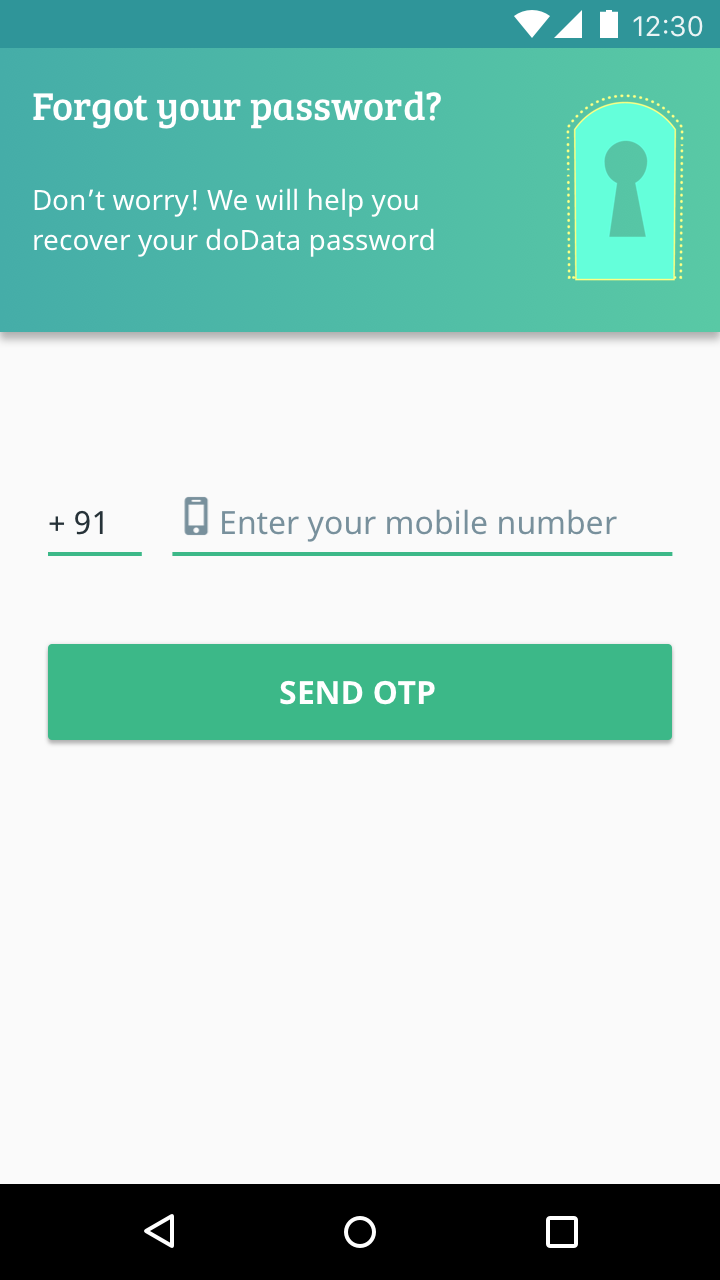 12:30
Forgot your password?
Don’t worry! We will help you
recover your doData password
+ 91
Enter your mobile number
SEND OTP